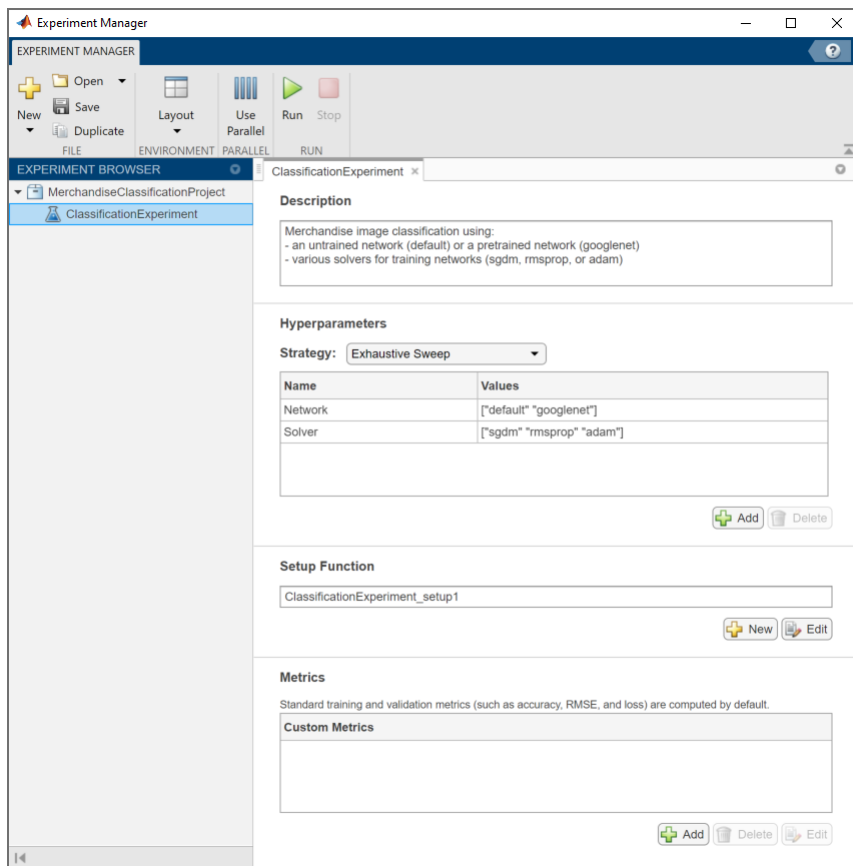 Experiment Manager
EXPERIMENT MANAGER
?
New
Open
Save
Duplicate
Layout
Use
Parallel
Run
Stop
FILE
ENVIRONMENT
PARALLEL
RUN
EXPERIMENT BROWSER
MerchandiseClassificationProject
ClassificationExperiment
ClassificationExperiment ×
Description
Merchandise image classification using:
- an untrained network (default) or a pretrained network (googlenet)
- various solvers for training networks (sgdm, rmsprop, or adam)
Hyperparameters
Strategy: Exhaustive Sweep
Name Values
Network ["default" "googlenet"]
Solver ["sgdm" "rmsprop" "adam"]
Add Delete
Setup Function
ClassificationExperiment_setup1
New Edit
Metrics
Standard training and validation metrics (such as accuracy, RMSE, and loss) are computed by default.
Custom Metrics
Add Delete Edit